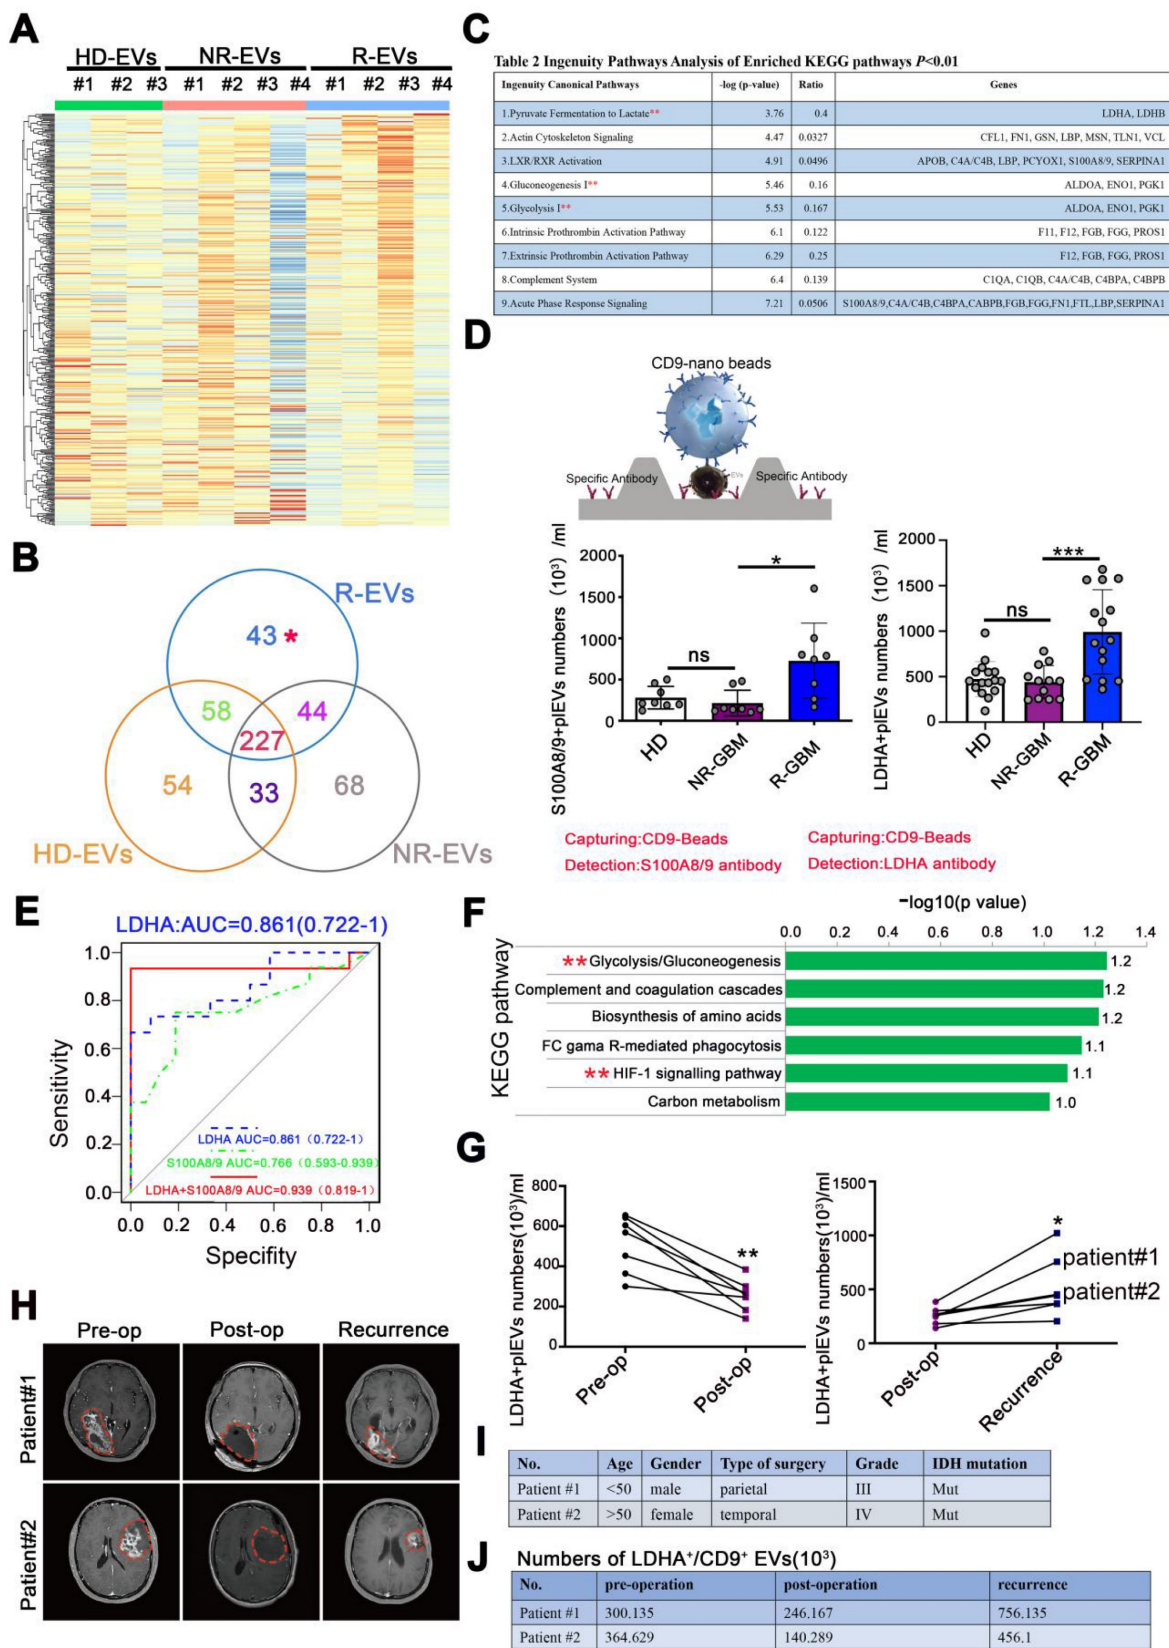 A
HD-EVs NR-EVs R-EVs
#1 #2 #3 #1 #2 #3 #4 #1 #2 #3 #4
B
R-EVs
43 *
58 44
227
54 33 68
HD-EVs NR-EVs
C
Table 2 Ingenuity Pathways Analysis of Enriched KEGG pathways P<0.01
Ingenuity Canonical Pathways -log (p-value) Ratio Genes
1.Pyruvate Fermentation to Lactate** 3.76 0.4 LDHA, LDHB
2.Actin Cytoskeleton Signaling 4.47 0.0327 CFL1, FN1, GSN, LBP, MSN, TLN1, VCL
3.LXR/RXR Activation 4.91 0.0496 APOB, C4A/C4B, LBP, PCYOX1, S100A8/9, SERPINA1
4.Gluconeogenesis I** 5.46 0.16 ALDOA, ENO1, PGK1
5.Glycolysis I** 5.53 0.167 ALDOA, ENO1, PGK1
6.Intrinsic Prothrombin Activation Pathway 6.1 0.122 F11, F12, FGB, FGG, PROS1
7.Extrinsic Prothrombin Activation Pathway 6.29 0.25 F12, FGB, FGG, PROS1
8.Complement System 6.4 0.139 C1QA, C1QB, C4A/C4B, C4BPA, C4BPB
9.Acute Phase Response Signaling 7.21 0.0506 S100A8/9,C4A/C4B,C4BPA,CABPB,FGB,FGG,FN1,FTL,LBP,SERPINA1
D
CD9-nano beads
EVs
Specific Antibody Specific Antibody
S100A8/9+plEVs numbers (10³) /ml
2000
1500
1000
500
0
ns *
HD NR-GBM R-GBM
LDHA+plEVs numbers (10³) /ml
2000
1500
1000
500
0
ns ***
HD NR-GBM R-GBM
Capturing:CD9-Beads Capturing:CD9-Beads
Detection:S100A8/9 antibody Detection:LDHA antibody
E
LDHA:AUC=0.861(0.722-1)
Sensitivity
1.0
0.8
0.6
0.4
0.2
0.0
LDHA AUC=0.861 (0.722-1)
S100A8/9 AUC=0.766 (0.593-0.939)
LDHA+S100A8/9 AUC=0.939 (0.819-1)
0.0 0.2 0.4 0.6 0.8 1.0
Specifity
F
−log10(p value)
0.0 0.2 0.4 0.6 0.8 1.0 1.2 1.4
KEGG pathway
**Glycolysis/Gluconeogenesis 1.2
Complement and coagulation cascades 1.2
Biosynthesis of amino acids 1.2
FC gama R-mediated phagocytosis 1.1
** HIF-1 signalling pathway 1.1
Carbon metabolism 1.0
G
LDHA+plEVs numbers(10³)/ml
800
600
400
200
0
**
Pre-op Post-op
LDHA+plEVs numbers(10³)/ml
1500
1000
500
0
*
patient#1
patient#2
Post-op Recurrence
H
Pre-op Post-op Recurrence
Patient#1
Patient#2
I
No. Age Gender Type of surgery Grade IDH mutation
Patient #1 <50 male parietal III Mut
Patient #2 >50 female temporal IV Mut
J
Numbers of LDHA⁺/CD9⁺ EVs(10³)
No. pre-operation post-operation recurrence
Patient #1 300.135 246.167 756.135
Patient #2 364.629 140.289 456.1